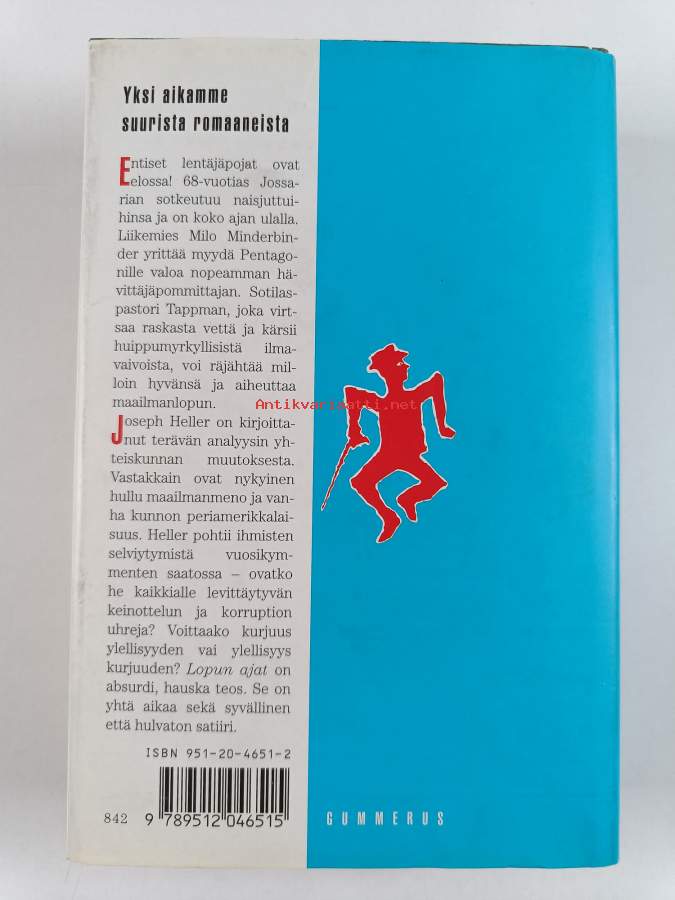 Yksi aikamme
suurista romaaneista
Entiset lentäjäpojat ovat
elossa! 68-vuotias Jossa-
rian sotkeutuu naisjuttui-
hinsa ja on koko ajan ulalla.
Liikemies Milo Minderbin-
der yrittää myydä Pentago-
nille valoa nopeamman hä-
vittäjäpommittajan. Sotilas-
pastori Tappman, joka virt-
saa raskasta vettä ja kärsii
huippumyrkyllisistä ilma-
vaivoista, voi räjähtää mil-
loin hyvänsä ja aiheuttaa
maailmanlopun.
Joseph Heller on kirjoitta-
nut terävän analyysin yh-
teiskunnan muutoksesta.
Vastakkain ovat nykyinen
hullu maailmanmeno ja van-
ha kunnon periamerikkalai-
suus. Heller pohtii ihmisten
selviytymistä vuosikym-
menten saatossa – ovatko
he kaikkialle levittäytyvän
keinottelun ja korruption
uhreja? Voittaako kurjuus
ylellisyyden vai ylellisyys
kurjuuden? Lopun ajat on
absurdi, hauska teos. Se on
yhtä aikaa sekä syvällinen
että hulvaton satiiri.
ISBN 951-20-4651-2
842 9 789512 046515
GUMMERUS
Antikvariaatti.net